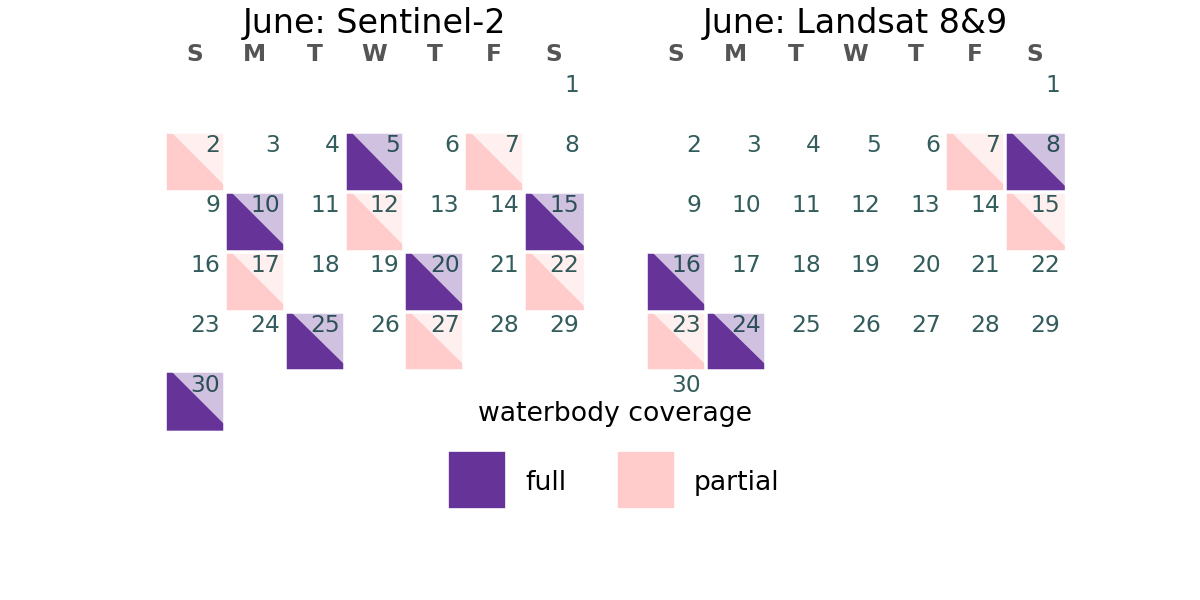 June: Sentinel-2
S M T W T F S
1
2 3 4 5 6 7 8
9 10 11 12 13 14 15
16 17 18 19 20 21 22
23 24 25 26 27 28 29
30
June: Landsat 8&9
S M T W T F S
1
2 3 4 5 6 7 8
9 10 11 12 13 14 15
16 17 18 19 20 21 22
23 24 25 26 27 28 29
30
waterbody coverage
full partial